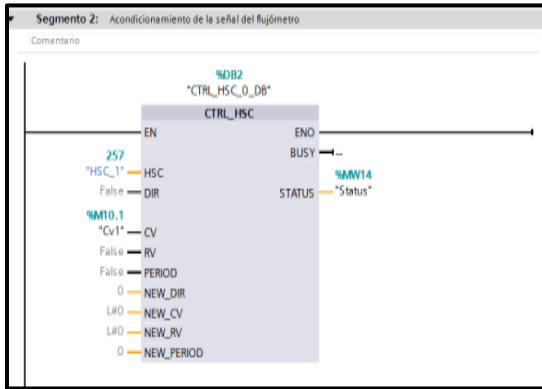 Segmento 2: Acondicionamiento de la señal del flujómetro
Comentario
%DB2
"CTRL_HSC_0_DB"
CTRL_HSC
EN ENO
BUSY ...
257
"HSC_1" HSC
%MW14
False DIR STATUS "Status"
%M10.1
"Cv1" CV
False RV
False PERIOD
0 NEW_DIR
L#0 NEW_CV
L#0 NEW_RV
0 NEW_PERIOD